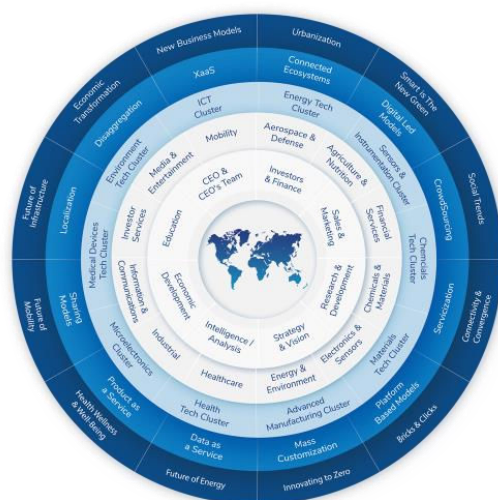 New Business Models
Urbanization
Smart is The
New Green
Social Trends
Connectivity &
Convergence
Bricks & Clicks
Innovating to Zero
Future of Energy
Health Wellness
& Well Being
Future of
Mobility
Future of
Infrastructure
Economic
Transformation
XaaS
Connected
Ecosystems
Digital Led
Models
CrowdSourcing
Servicization
Platform
Based Models
Mass
Customization
Data as
a Service
Product as
a Service
Sharing
Models
Localization
Disaggregation
ICT
Cluster
Energy Tech
Cluster
Sensors &
Instrumentation Cluster
Chemcials
Tech Cluster
Materials
Tech Cluster
Advanced
Manufacturing Cluster
Health
Tech Cluster
Microelectronics
Cluster
Medical Devices
Tech Cluster
Environment
Tech Cluster
Mobility
Aerospace &
Defense
Agriculture &
Nutrition
Financial
Services
Chemicals &
Materials
Electronics &
Sensors
Energy &
Environment
Healthcare
Industrial
Information &
Communications
Investor
Services
Media &
Entertainment
CEO &
CEO's Team
Investors
& Finance
Sales &
Marketing
Research &
Development
Strategy
& Vision
Intelligence /
Analysis
Economic
Development
Education